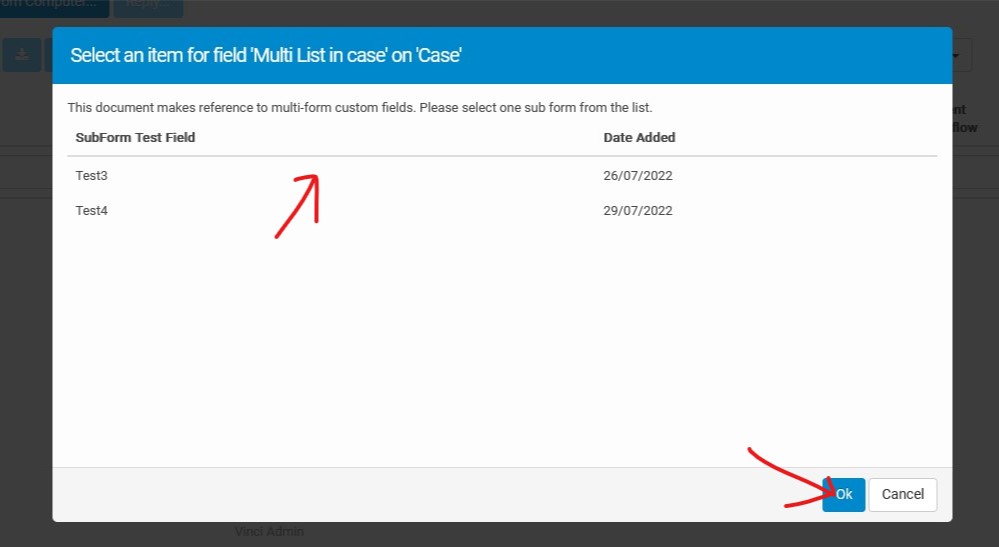 om Computer...
Reply...
Select an item for field 'Multi List in case' on 'Case'
This document makes reference to multi-form custom fields. Please select one sub form from the list.
SubForm Test Field Date Added
Test3 26/07/2022
Test4 29/07/2022
nt
flow
Ok Cancel
Vinci Admin